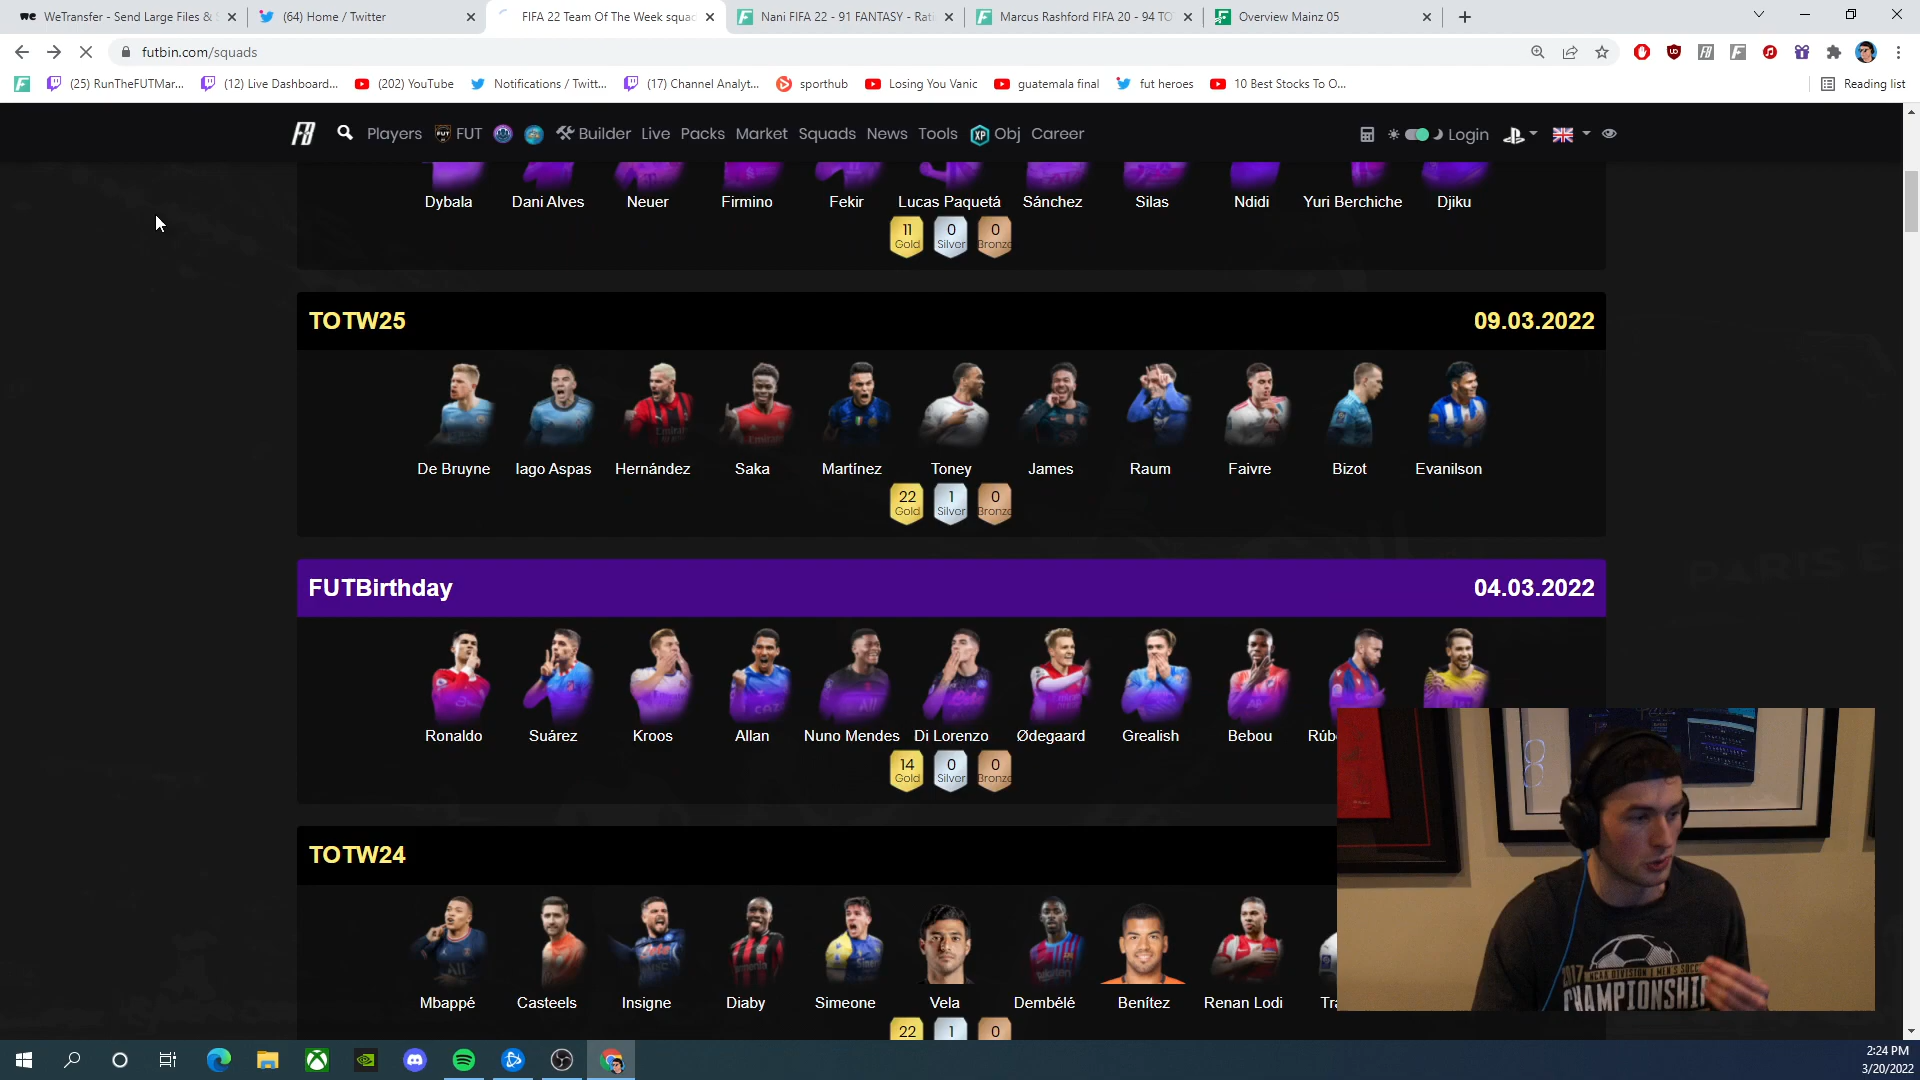 WeTransfer - Send Large Files &
(64) Home / Twitter
FIFA 22 Team Of The Week squa
Nani FIFA 22 - 91 FANTASY - Rati
Marcus Rashford FIFA 20 - 94 TO
Overview Mainz 05
futbin.com/squads
(25) RunTheFUTMar...
(12) Live Dashboard...
(202) YouTube
Notifications / Twitt...
(17) Channel Analyt...
sporthub
Losing You Vanic
guatemala final
fut heroes
10 Best Stocks To O...
Reading list
Players FUT Builder Live Packs Market Squads News Tools XP Obj Career Login
Dybala Dani Alves Neuer Firmino Fekir Lucas Paquetá Sánchez Silas Ndidi Yuri Berchiche Djiku
11 0 0
Gold Silver Bronze
TOTW25 09.03.2022
De Bruyne Iago Aspas Hernández Saka Martínez Toney James Raum Faivre Bizot Evanilson
22 1 0
Gold Silver Bronze
FUTBirthday 04.03.2022
Ronaldo Suárez Kroos Allan Nuno Mendes Di Lorenzo Ødegaard Grealish Bebou
14 0 0
Gold Silver Bronze
TOTW24
Mbappé Casteels Insigne Diaby Simeone Vela Dembélé Benítez Renan Lodi
22 1 0
2017 NCAA DIVISION I MEN'S SOCC
CHAMPIONSHIP
2:24 PM
3/20/2022